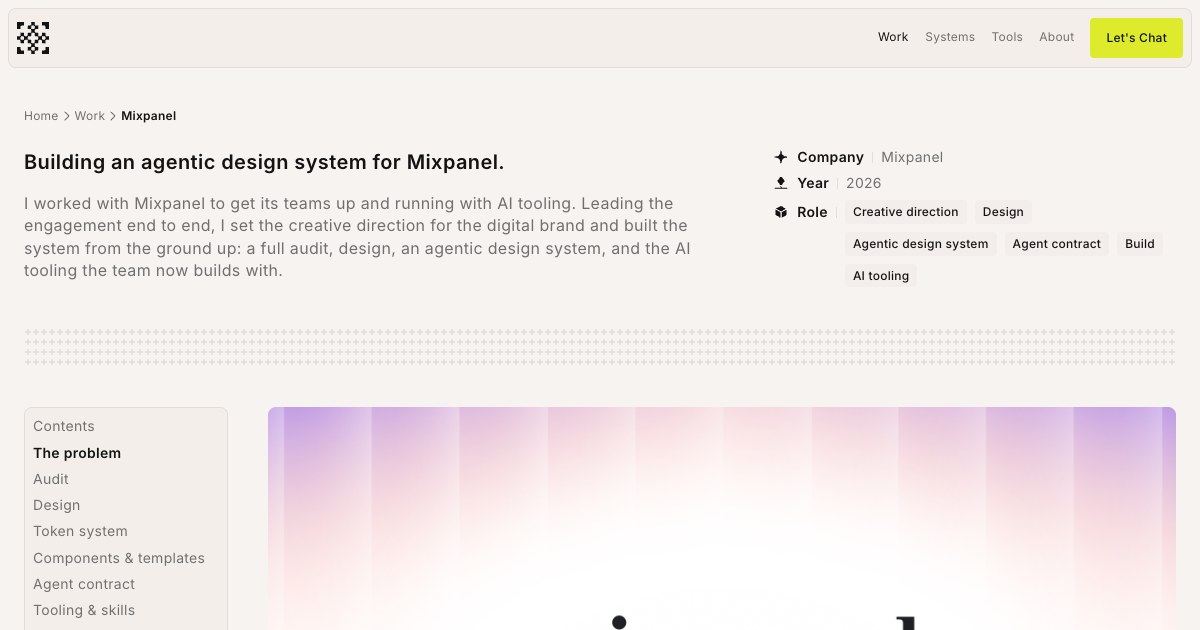 Work Systems Tools About Let's Chat
Home > Work > Mixpanel
Building an agentic design system for Mixpanel.
I worked with Mixpanel to get its teams up and running with AI tooling. Leading the
engagement end to end, I set the creative direction for the digital brand and built the
system from the ground up: a full audit, design, an agentic design system, and the AI
tooling the team now builds with.
Company Mixpanel
Year 2026
Role Creative direction Design
Agentic design system Agent contract Build
AI tooling
Contents
The problem
Audit
Design
Token system
Components & templates
Agent contract
Tooling & skills